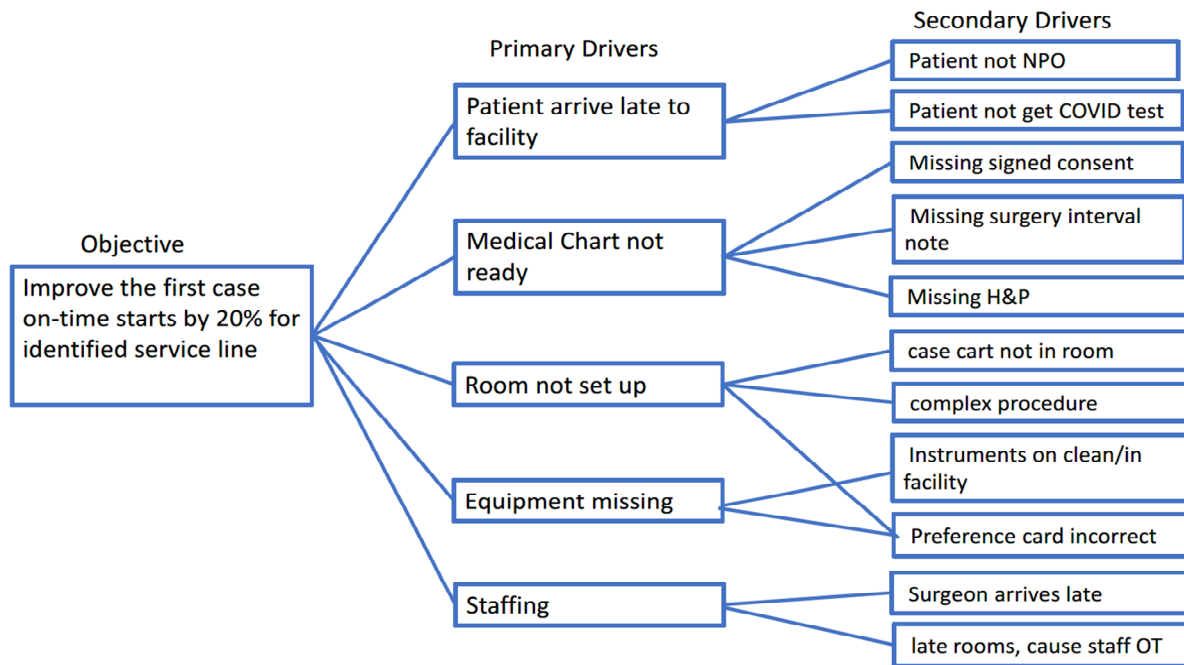 Secondary Drivers
Primary Drivers
Patient not NPO
Patient arrive late to
facility
Patient not get COVID test
Missing signed consent
Missing surgery interval
note
Objective
Medical Chart not
ready
Improve the first case
on-time starts by 20% for
identified service line
Missing H&P
case cart not in room
Room not set up
complex procedure
Instruments on clean/in
facility
Equipment missing
Preference card incorrect
Staffing
Surgeon arrives late
late rooms, cause staff OT